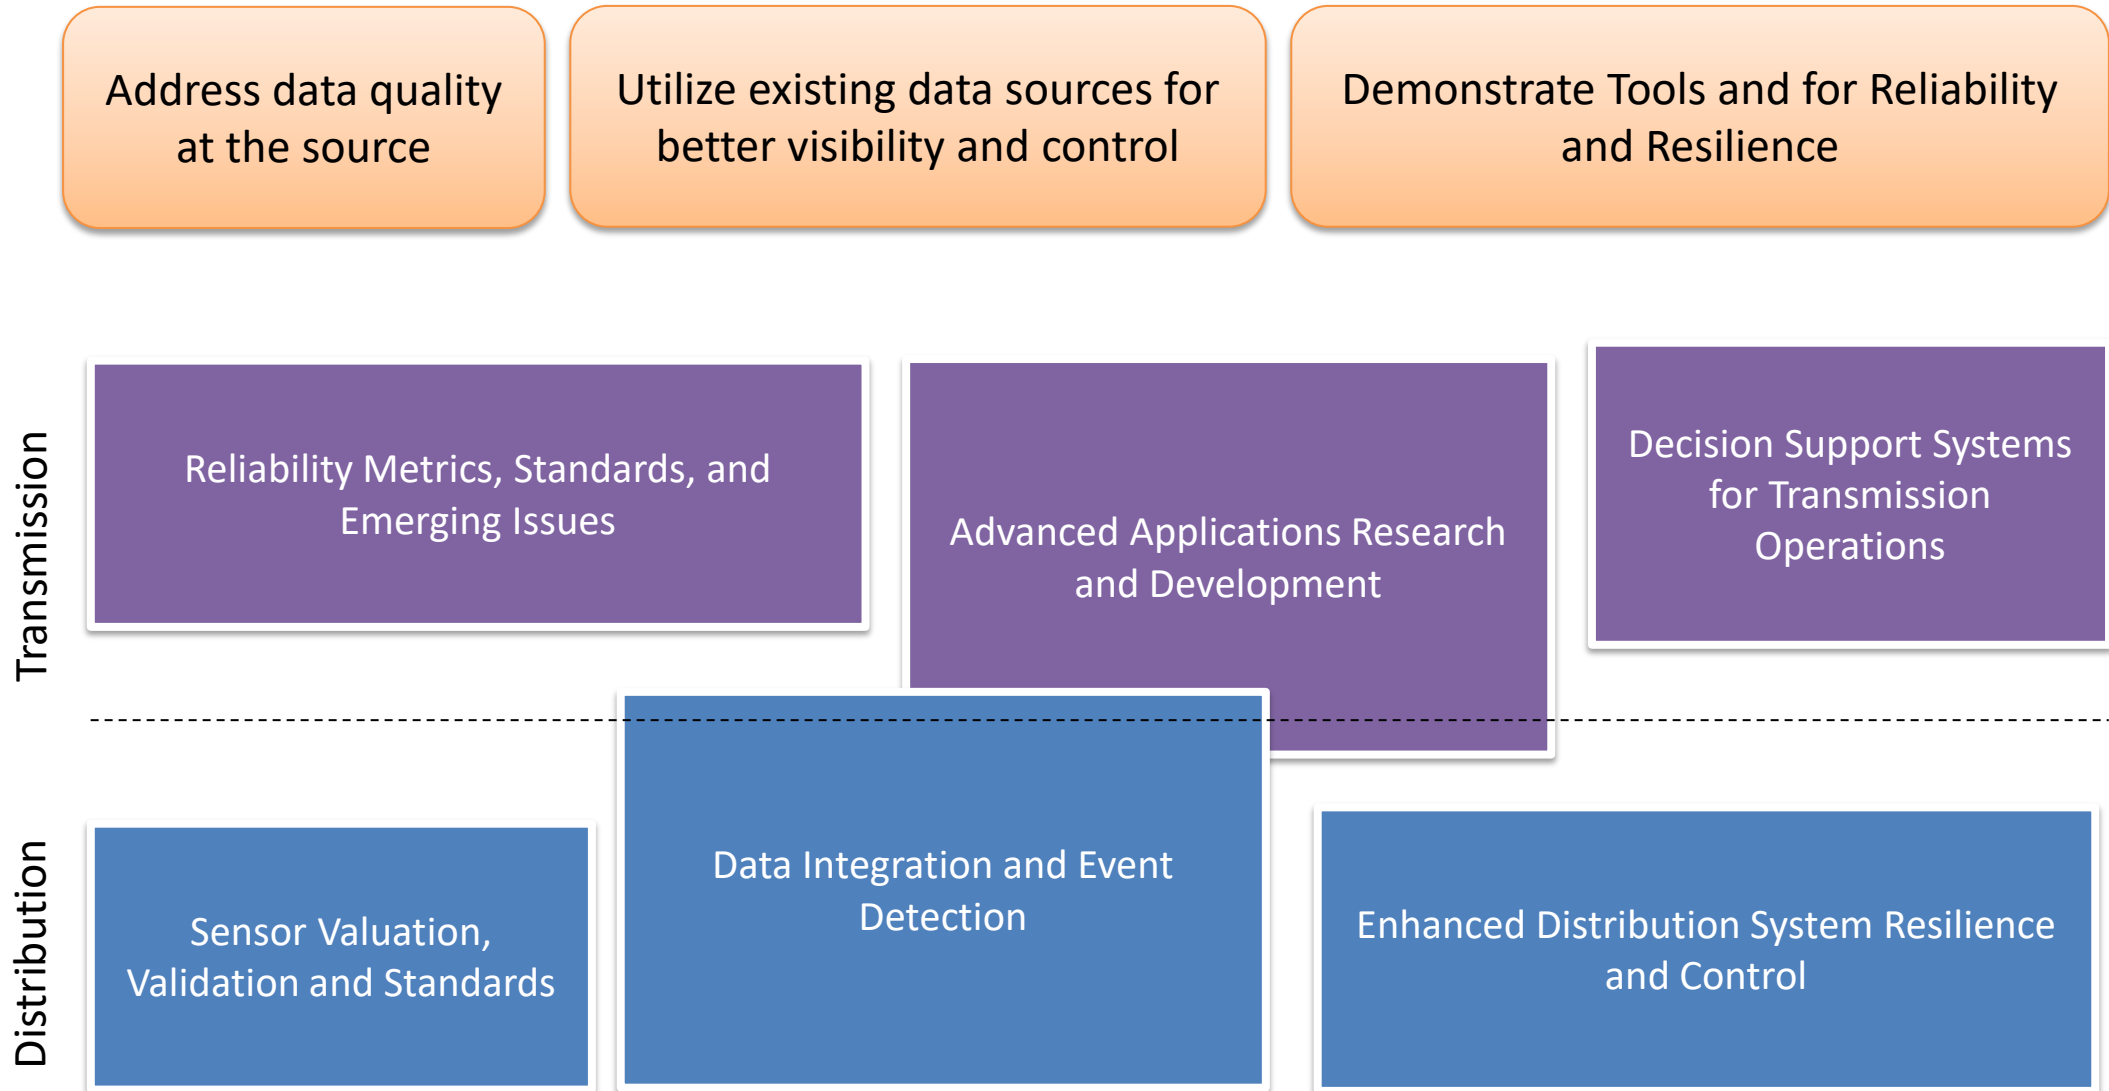 Address data quality
at the source
Utilize existing data sources for
better visibility and control
Demonstrate Tools and for Reliability
and Resilience
Transmission
Reliability Metrics, Standards, and
Emerging Issues
Advanced Applications Research
and Development
Decision Support Systems
for Transmission
Operations
Distribution
Sensor Valuation,
Validation and Standards
Data Integration and Event
Detection
Enhanced Distribution System Resilience
and Control